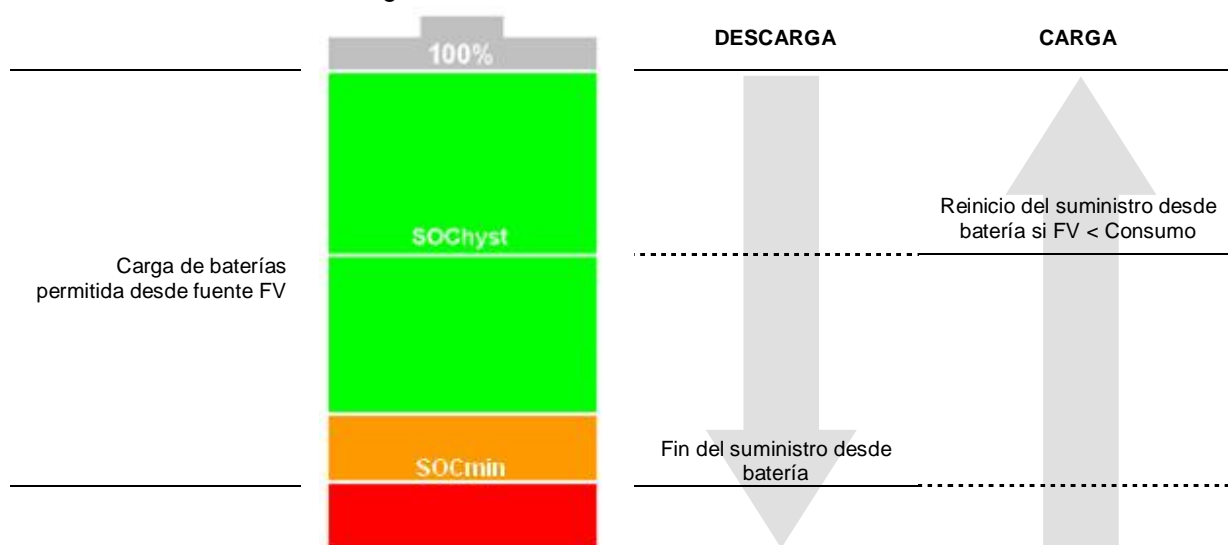 g
100%
DESCARGA
CARGA
Reinicio del suministro desde
batería si FV < Consumo
SOChyst
Carga de baterías
permitida desde fuente FV
Fin del suministro desde
batería
SOCmin